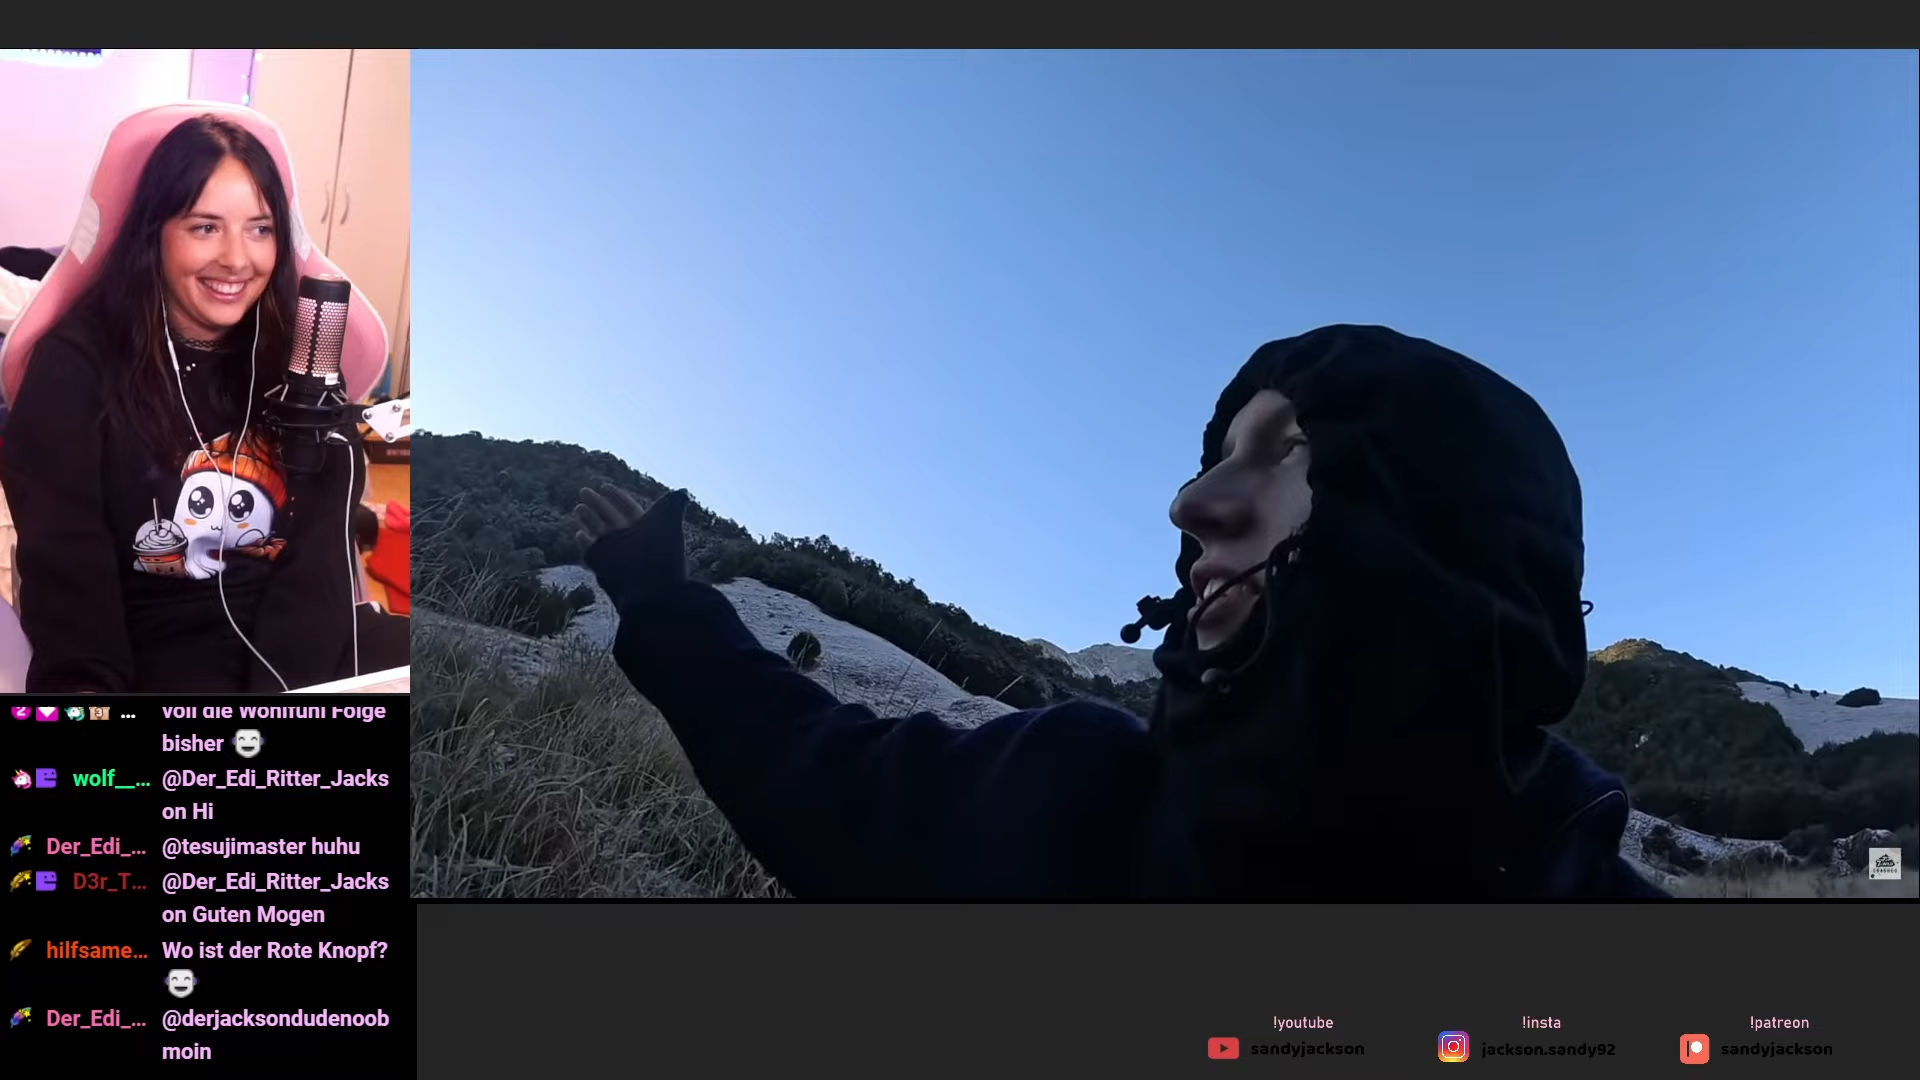 voll die Wohlfühl Folge
bisher
wolf__... @Der_Edi_Ritter_Jacks
on Hi
Der_Edi_... @tesujimaster huhu
D3r_T... @Der_Edi_Ritter_Jacks
on Guten Mogen
hilfsame... Wo ist der Rote Knopf?
Der_Edi_... @derjacksondudenoob
moin
!youtube
sandyjackson
!insta
jackson.sandy92
!patreon
sandyjackson